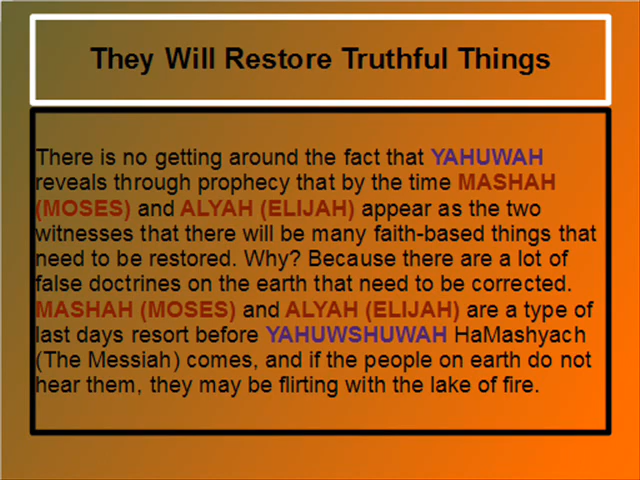 They Will Restore Truthful Things
There is no getting around the fact that YAHUWAH
reveals through prophecy that by the time MASHAH
(MOSES) and ALYAH (ELIJAH) appear as the two
witnesses that there will be many faith-based things that
need to be restored. Why? Because there are a lot of
false doctrines on the earth that need to be corrected.
MASHAH (MOSES) and ALYAH (ELIJAH) are a type of
last days resort before YAHUWSHUWAH HaMashyach
(The Messiah) comes, and if the people on earth do not
hear them, they may be flirting with the lake of fire.